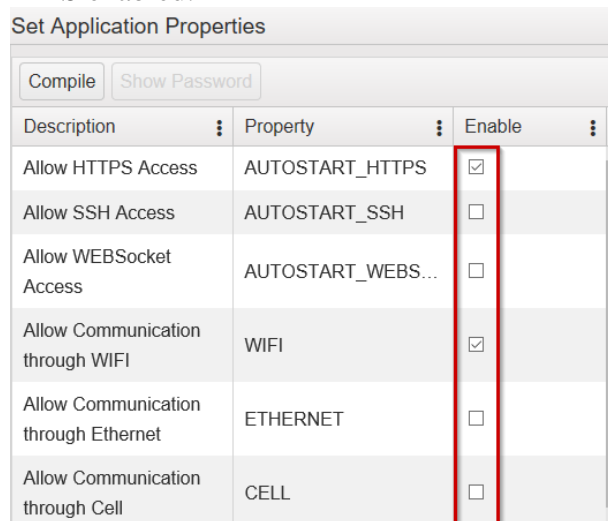 Set Application Properties
Compile Show Password
Description Property Enable
Allow HTTPS Access AUTOSTART_HTTPS
Allow SSH Access AUTOSTART_SSH
Allow WEBSocket
Access AUTOSTART_WEBS...
Allow Communication
through WIFI WIFI
Allow Communication
through Ethernet ETHERNET
Allow Communication
through Cell CELL